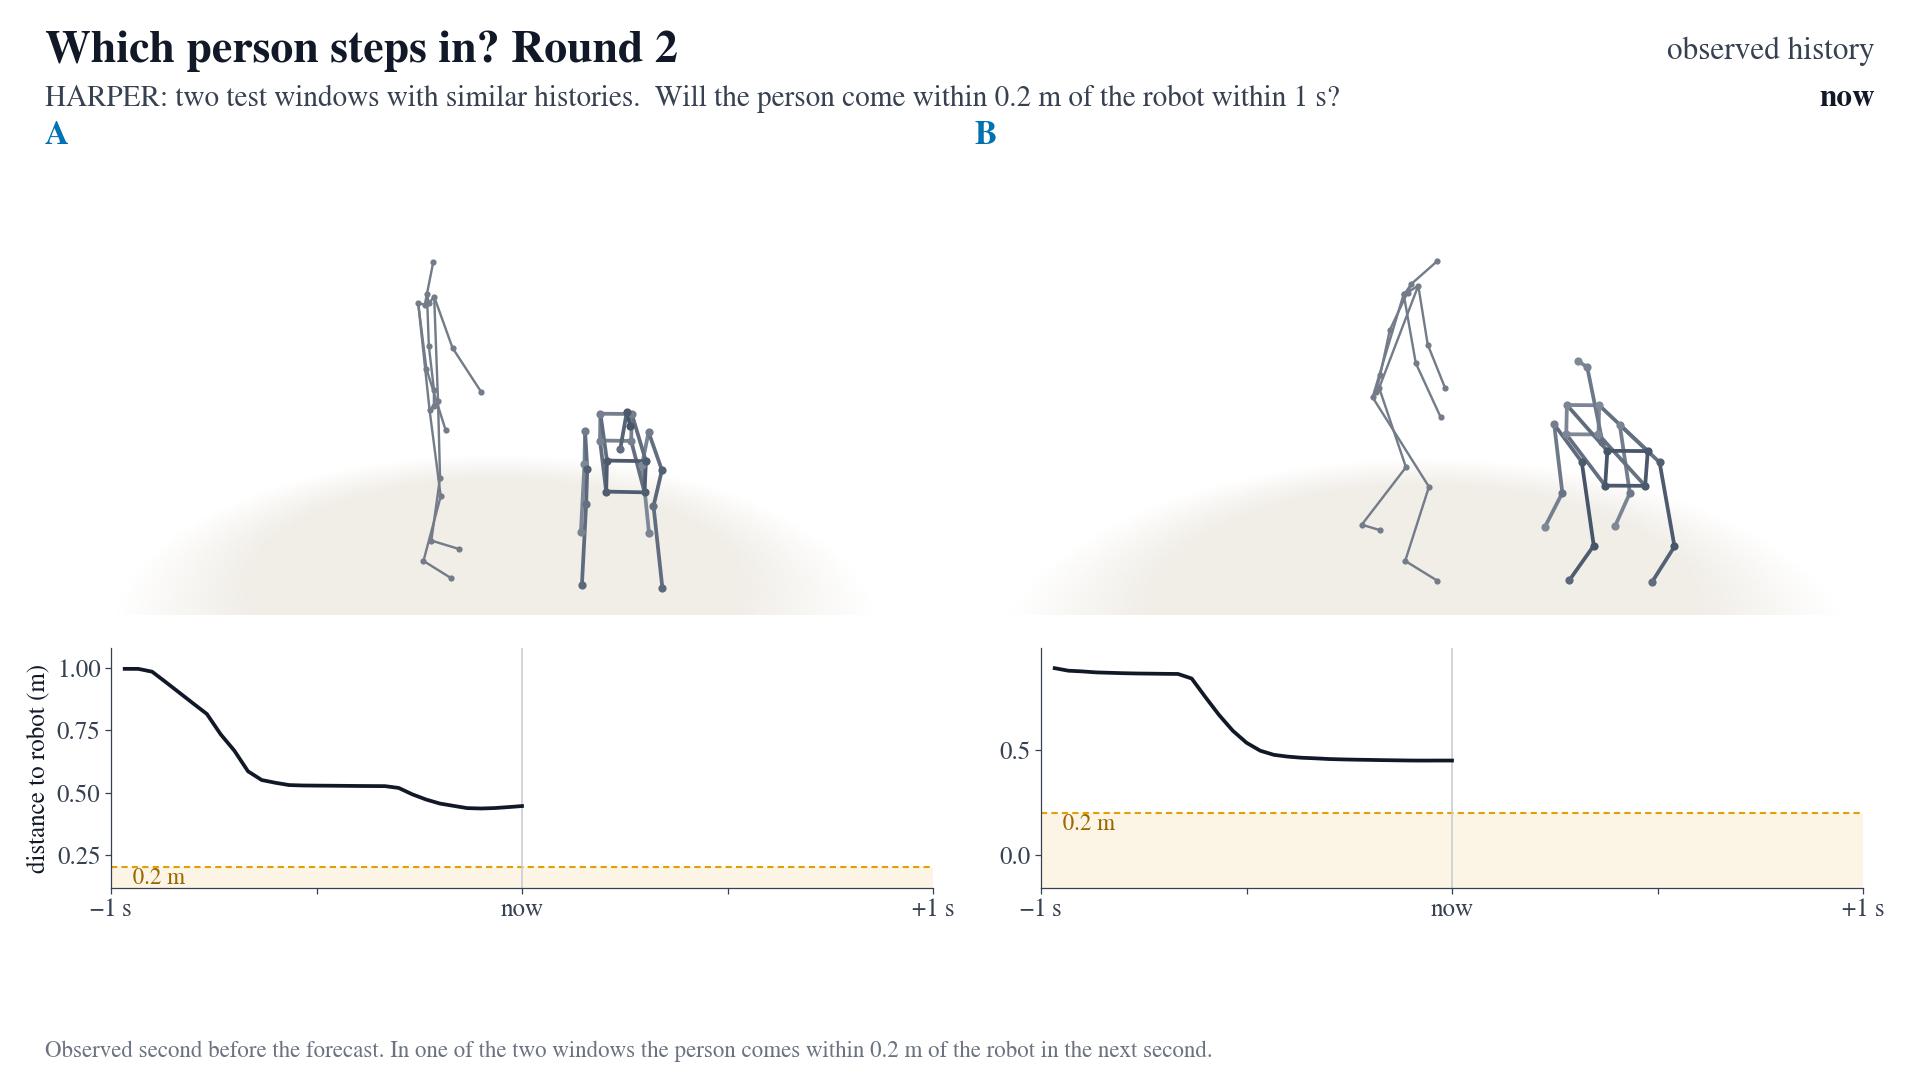 Which person steps in? Round 2
observed history
HARPER: two test windows with similar histories.  Will the person come within 0.2 m of the robot within 1 s?
now
A
B
distance to robot (m)
1.00
0.75
0.50
0.25
0.2 m
−1 s
now
+1 s
0.5
0.0
0.2 m
−1 s
now
+1 s
Observed second before the forecast. In one of the two windows the person comes within 0.2 m of the robot in the next second.